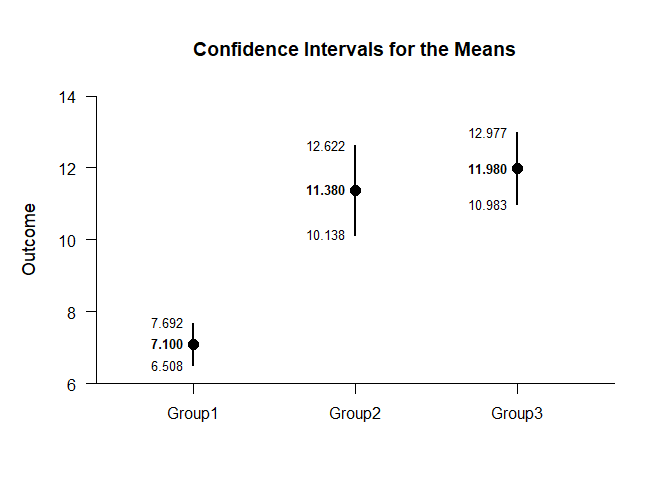 Confidence Intervals for the Means
Outcome
14
12
10
8
6
12.622
11.380
10.138
12.977
11.980
10.983
7.692
7.100
6.508
Group1
Group2
Group3